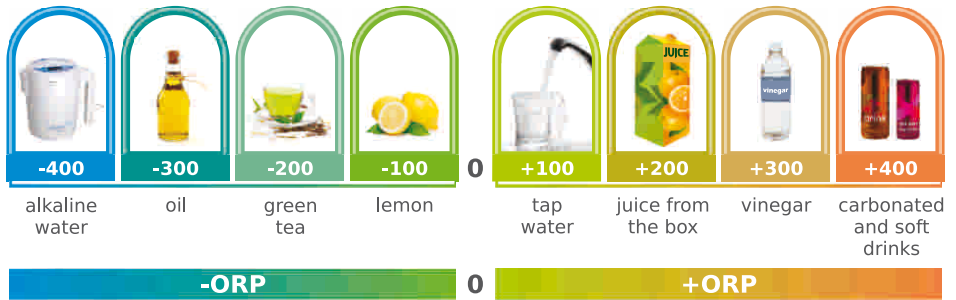 JUICE
vinegar
-400
-300
-200
-100
0
+100
+200
+300
+400
alkaline
water
oil
green
tea
lemon
tap
water
juice from
the box
vinegar
carbonated
and soft
drinks
-ORP
0
+ORP